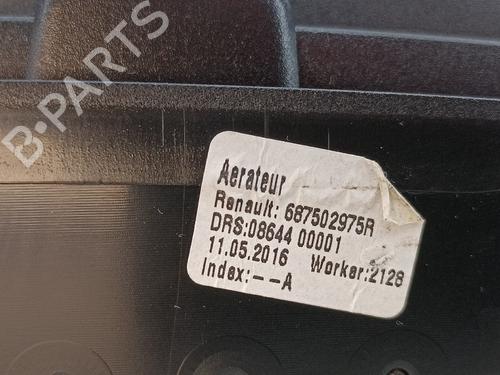 B-PARTS
Aerateur
Renault: 687502975R
DRS:08644 00001
11.05.2016 Worker:2128
Index:--A